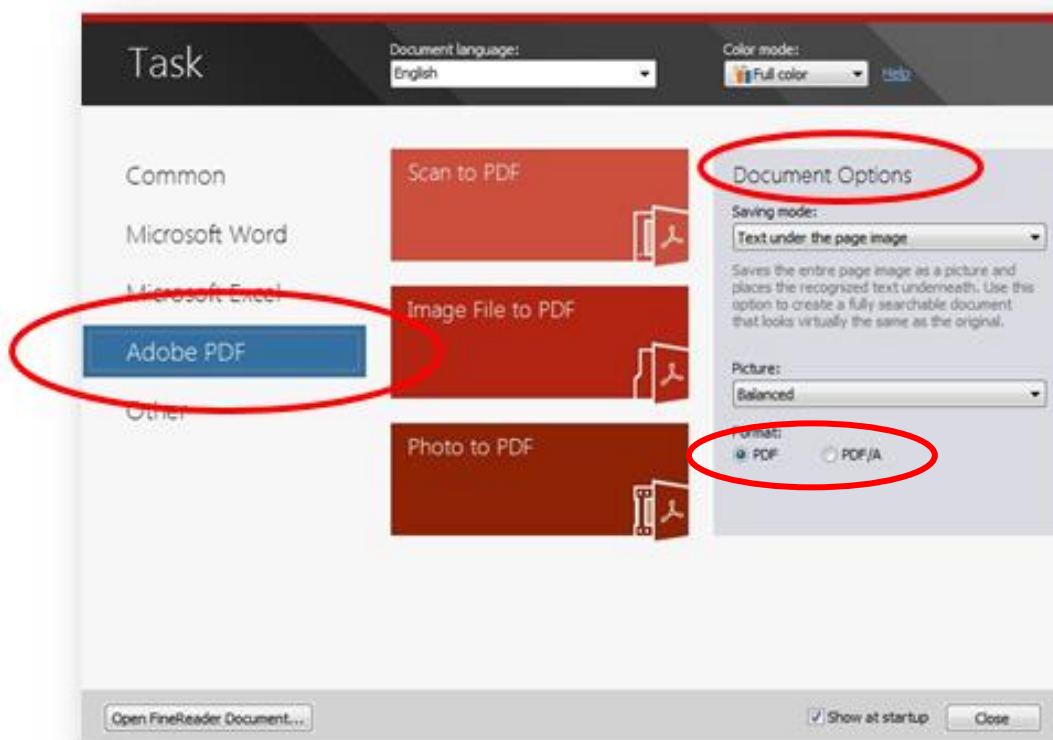 Task
Document language:
English
Color mode:
Full color
Help
Common
Microsoft Word
Microsoft Excel
Adobe PDF
Other
Scan to PDF
Image File to PDF
Photo to PDF
Document Options
Saving mode:
Text under the page image
Saves the entire page image as a picture and
places the recognized text underneath. Use this
option to create a fully searchable document
that looks virtually the same as the original.
Picture:
Balanced
Format:
PDF
PDF/A
Open FineReader Document...
Show at startup
Close